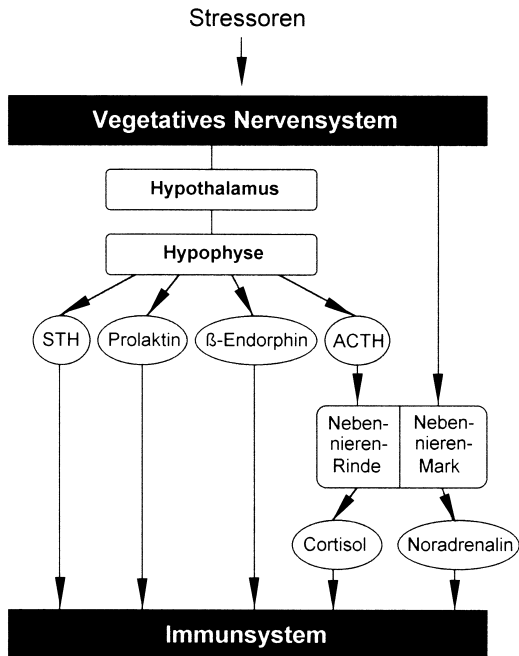 Stressoren
Vegetatives Nervensystem
Hypothalamus
Hypophyse
STH
Prolaktin
ß-Endorphin
ACTH
Neben-
nieren-
Rinde
Neben-
nieren-
Mark
Cortisol
Noradrenalin
Immunsystem